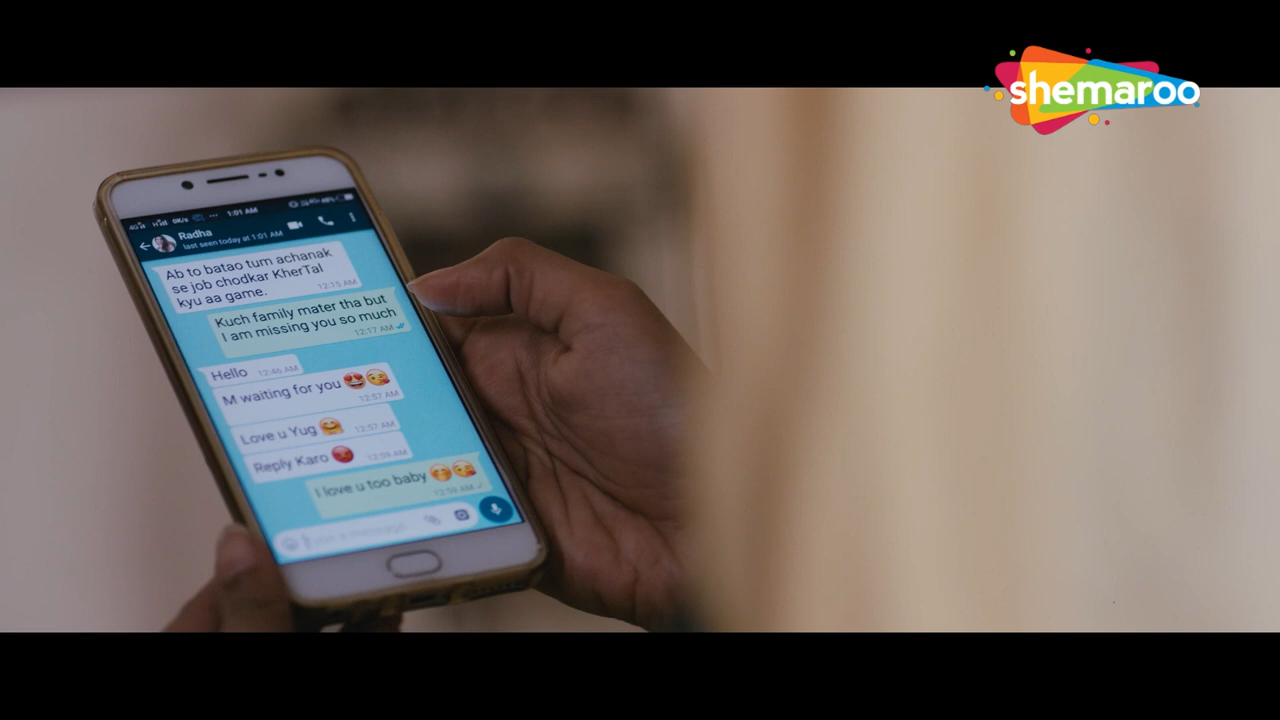 shemaroo
1:01 AM
Radha
last seen today at 1:01 AM
Ab to batao tum achanak
se job chodkar KherTal
kyu aa game.
12:15 AM
Kuch family mater tha but
I am missing you so much
12:17 AM
Hello 12:46 AM
M waiting for you 😍🥰
12:57 AM
Love u Yug 🤗 12:57 AM
Reply Karo 😡 12:59 AM
I love u too baby 🤭🥰
12:59 AM